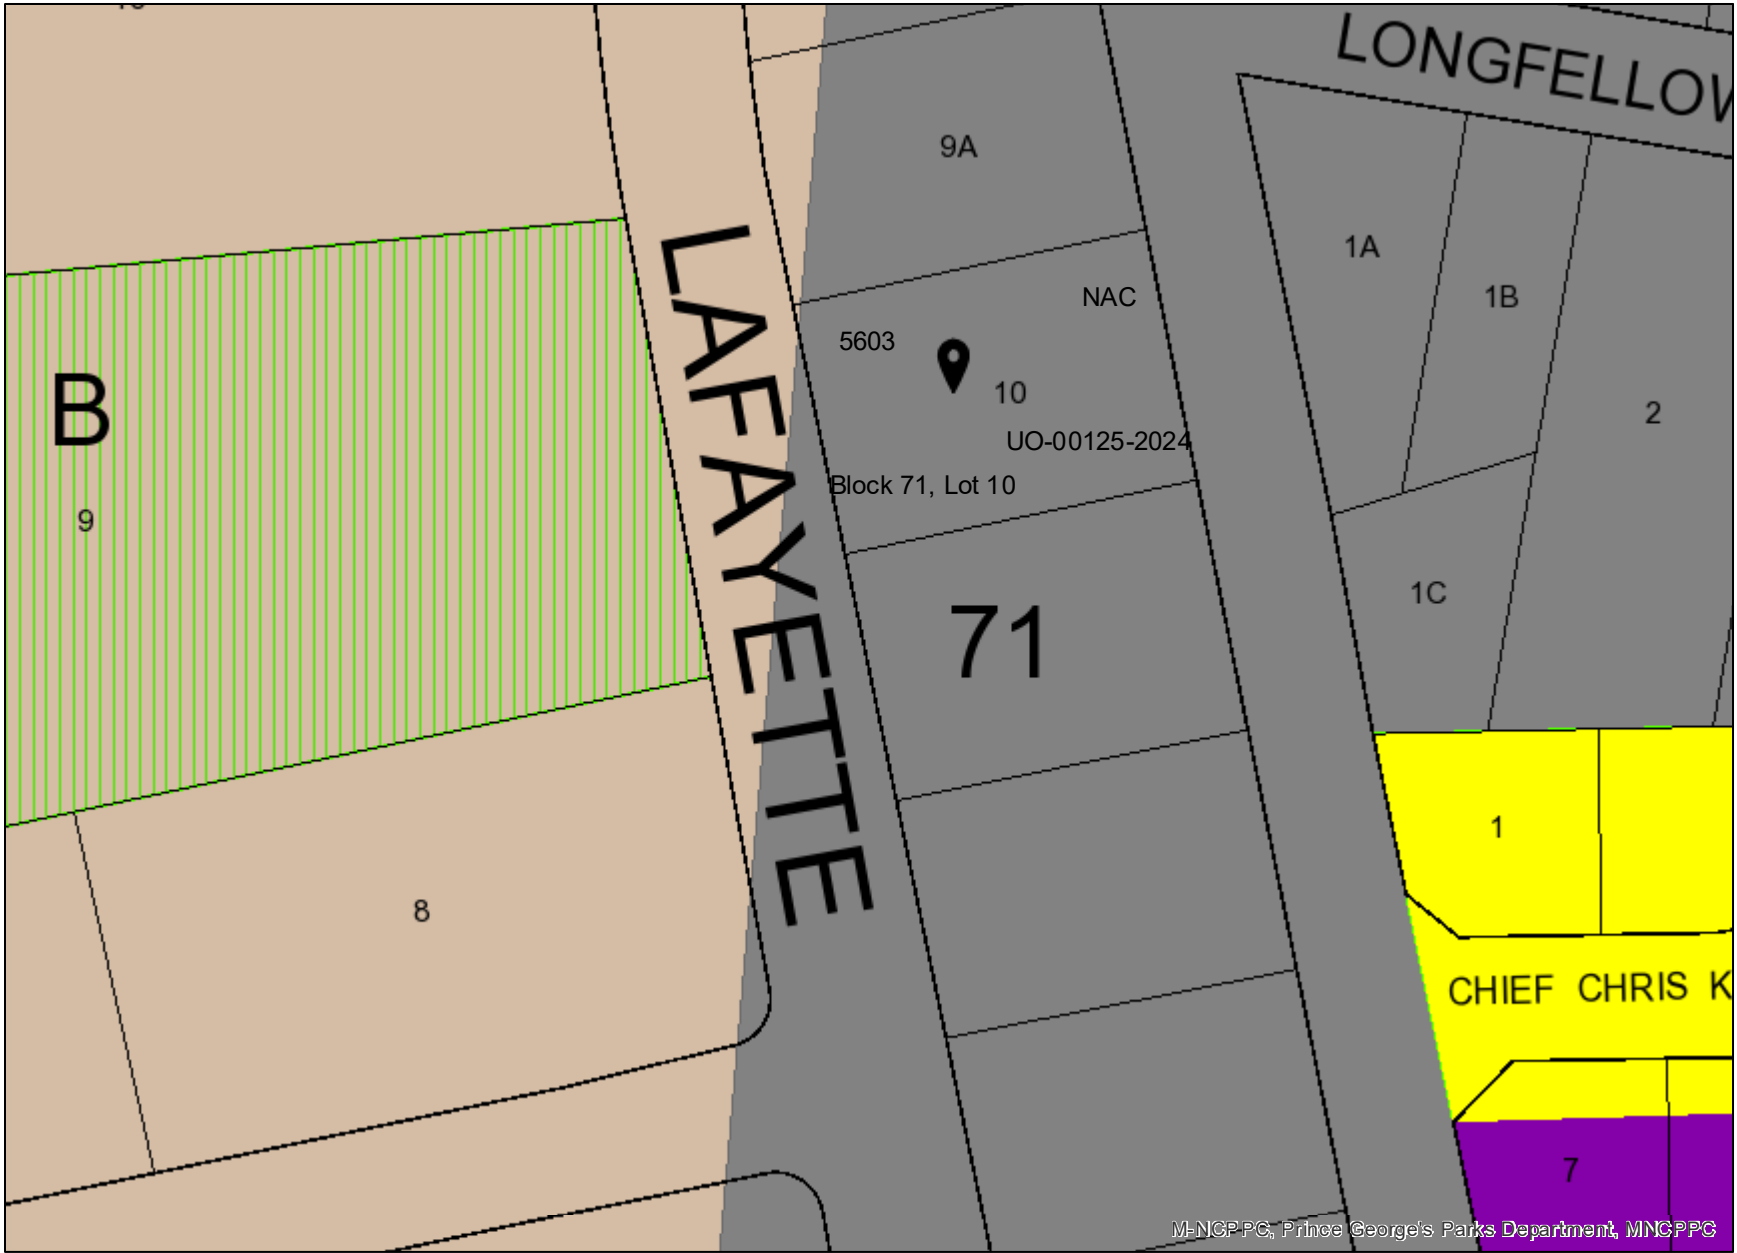 LONGFELLOW
9A
1A
NAC
1B
5603
10
B
2
UO-00125-2024
Block 71, Lot 10
9
LAFAYETTE
1C
71
1
8
CHIEF CHRIS K
7
M-NCPPC, Prince George's Parks Department, MNCPPC